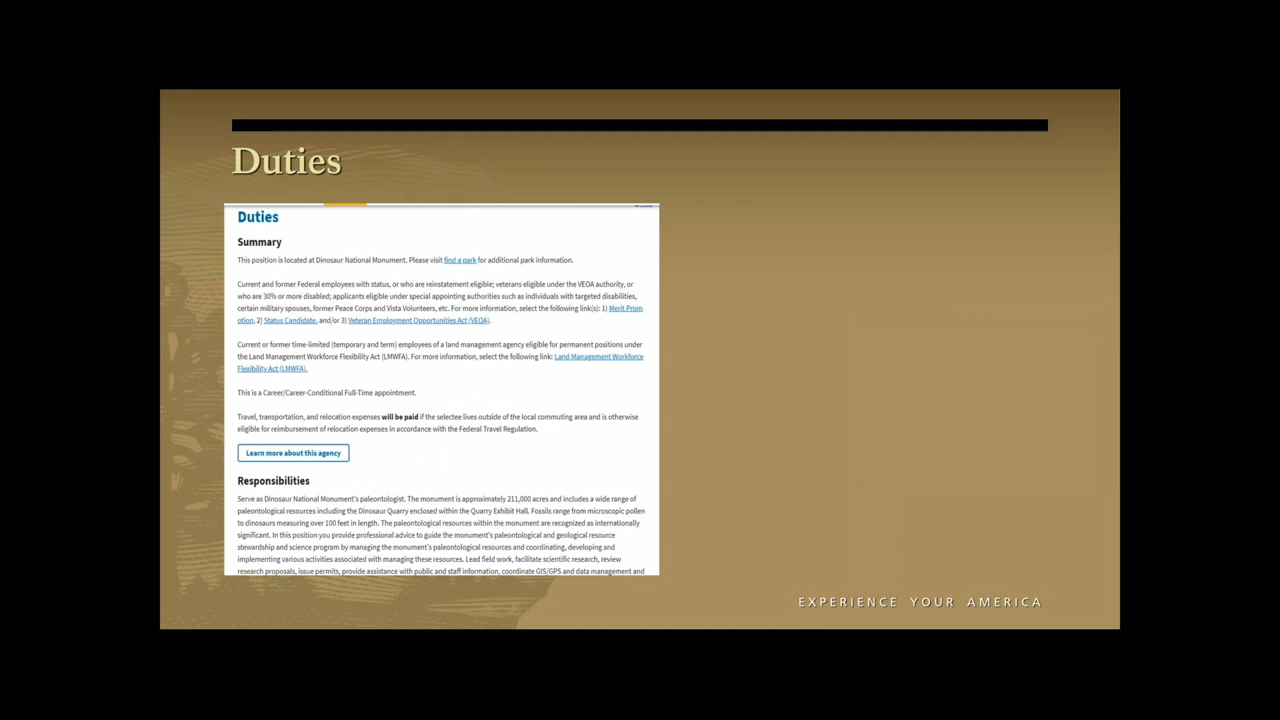 Duties
Duties
Summary
This position is located at Dinosaur National Monument. Please visit find a park for additional park information.
Current and former Federal employees with status, or who are reinstatement eligible; veterans eligible under the VEOA authority, or
who are 30% or more disabled; applicants eligible under special appointing authorities such as individuals with targeted disabilities,
certain military spouses, former Peace Corps and Vista Volunteers, etc. For more information, select the following link(s): 1) Merit Prom
otion, 2) Status Candidate, and/or 3) Veteran Employment Opportunities Act (VEOA).
Current or former time-limited (temporary and term) employees of a land management agency eligible for permanent positions under
the Land Management Workforce Flexibility Act (LMWFA). For more information, select the following link: Land Management Workforce
Flexibility Act (LMWFA).
This is a Career/Career-Conditional Full-Time appointment.
Travel, transportation, and relocation expenses will be paid if the selectee lives outside of the local commuting area and is otherwise
eligible for reimbursement of relocation expenses in accordance with the Federal Travel Regulation.
Learn more about this agency
Responsibilities
Serve as Dinosaur National Monument's paleontologist. The monument is approximately 211,000 acres and includes a wide range of
paleontological resources including the Dinosaur Quarry enclosed within the Quarry Exhibit Hall. Fossils range from microscopic pollen
to dinosaurs measuring over 100 feet in length. The paleontological resources within the monument are recognized as internationally
significant. In this position you provide professional advice to guide the monument's paleontological and geological resource
stewardship and science program by managing the monument's paleontological resources and coordinating, developing and
implementing various activities associated with managing these resources. Lead field work, facilitate scientific research, review
research proposals, issue permits, provide assistance with public and staff information, coordinate GIS/GPS and data management and
EXPERIENCE YOUR AMERICA